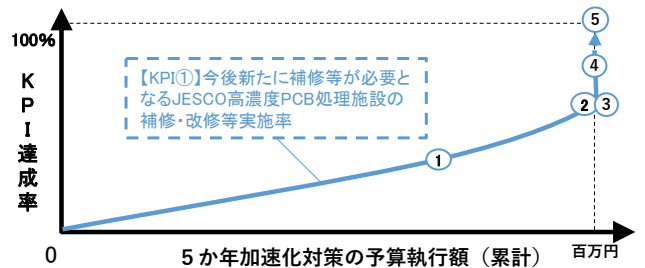 5
100%
【KPI①】今後新たに補修等が必要と
なるJESCO高濃度PCB処理施設の
補修・改修等実施率
4
2 3
KPI達成率
1
0
5か年加速化対策の予算執行額（累計）
百万円